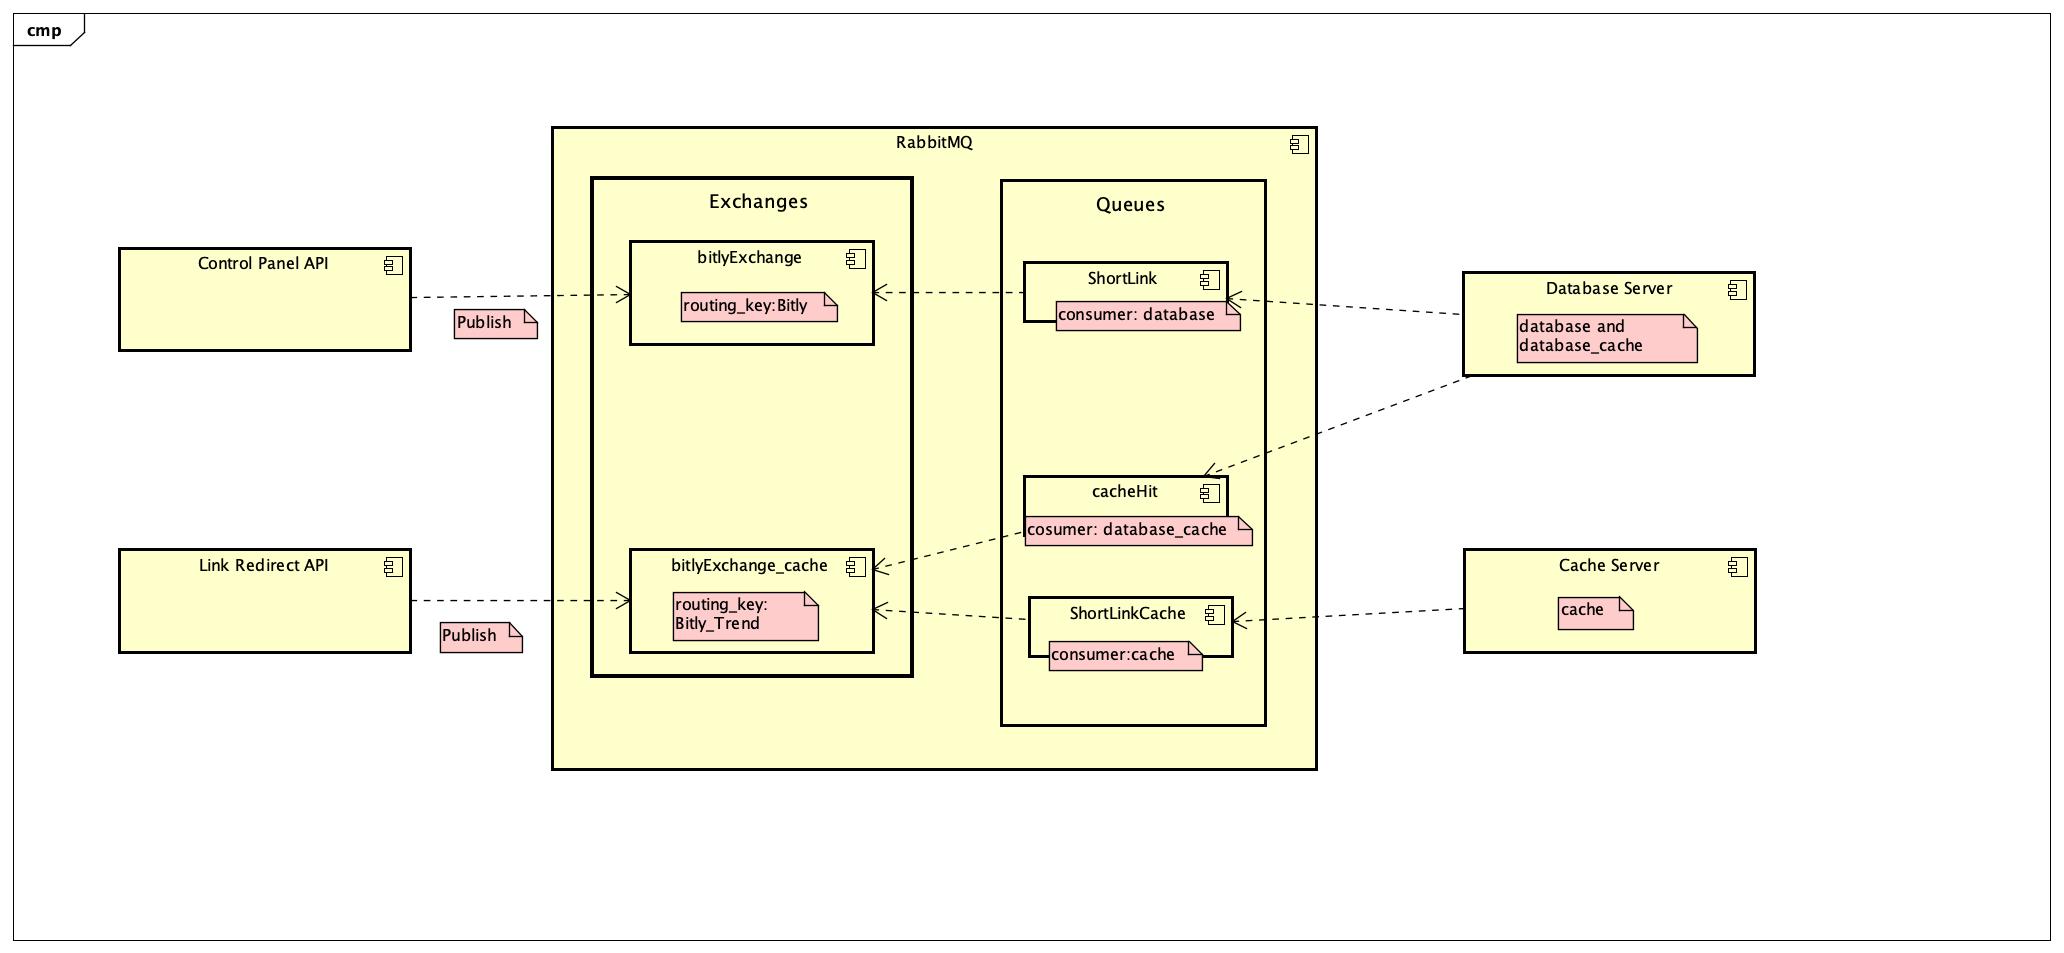 cmp
RabbitMQ
Exchanges
Queues
Control Panel API
Publish
bitlyExchange
routing_key:Bitly
ShortLink
consumer: database
Database Server
database and
database_cache
cacheHit
cosumer: database_cache
Link Redirect API
Publish
bitlyExchange_cache
routing_key:
Bitly_Trend
ShortLinkCache
consumer:cache
Cache Server
cache